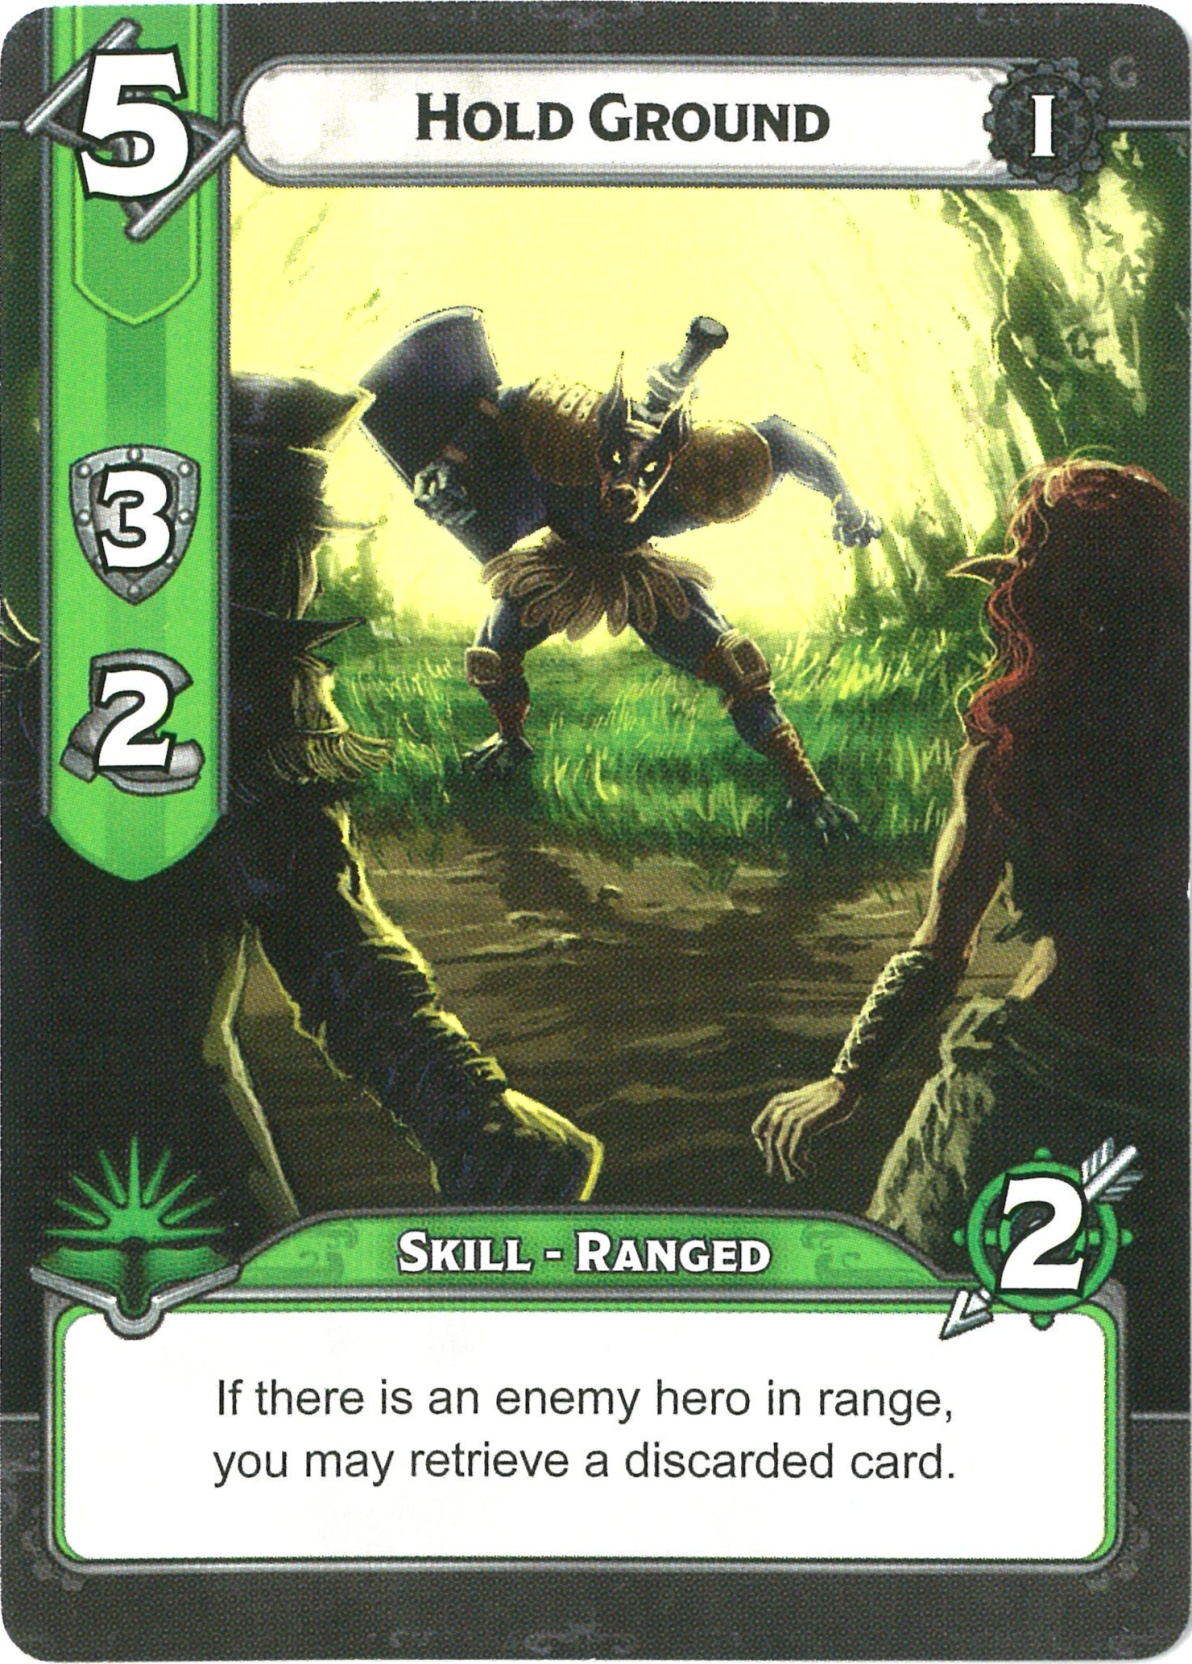 5
HOLD GROUND
I
G
3
2
SKILL - RANGED
2
If there is an enemy hero in range,
you may retrieve a discarded card.